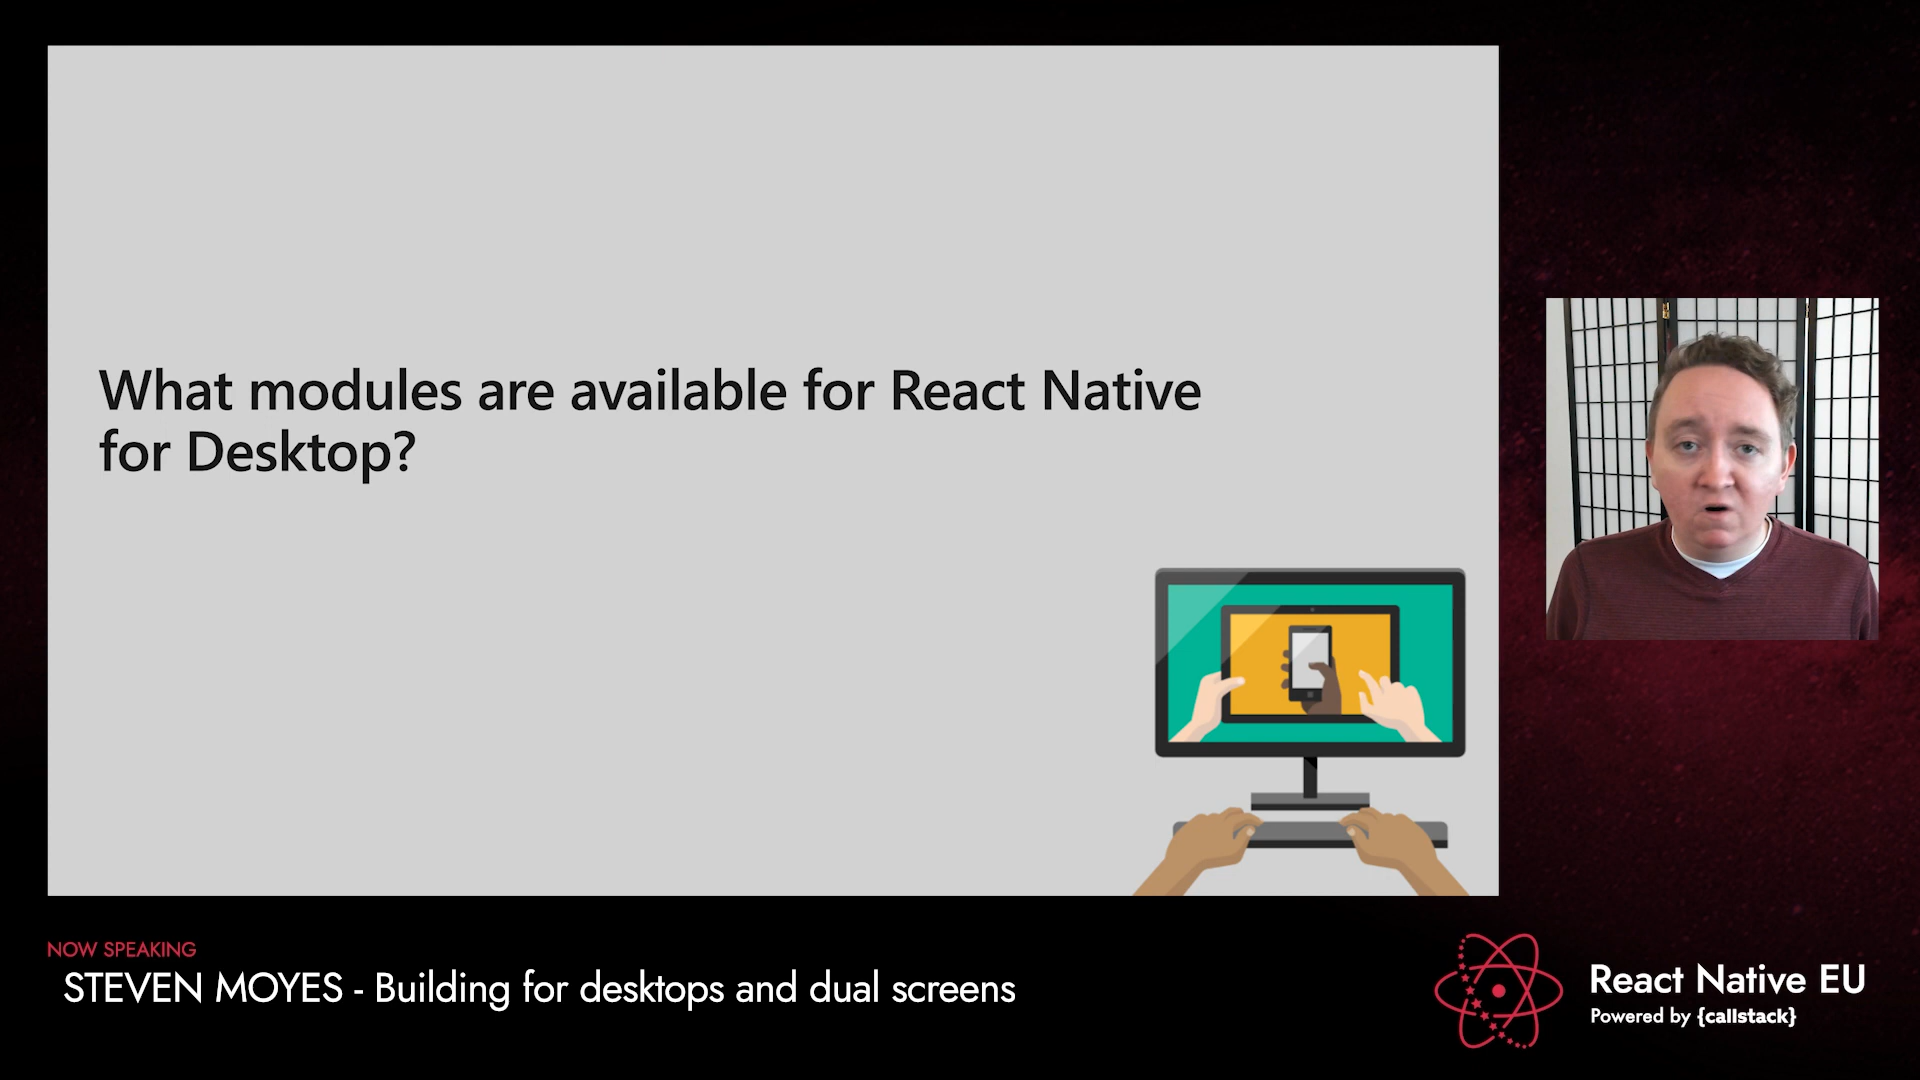 What modules are available for React Native
for Desktop?
NOW SPEAKING
STEVEN MOYES - Building for desktops and dual screens
React Native EU
Powered by {callstack}